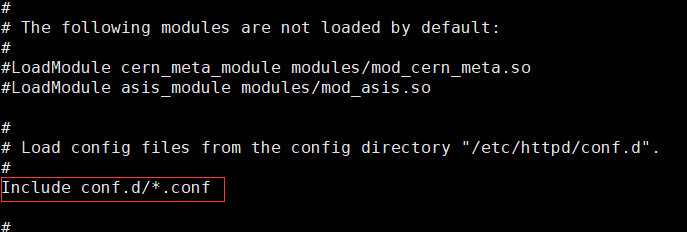 #
# The following modules are not loaded by default:
#
#LoadModule cern_meta_module modules/mod_cern_meta.so
#LoadModule asis_module modules/mod_asis.so
#
# Load config files from the config directory "/etc/httpd/conf.d".
#
Include conf.d/*.conf
#